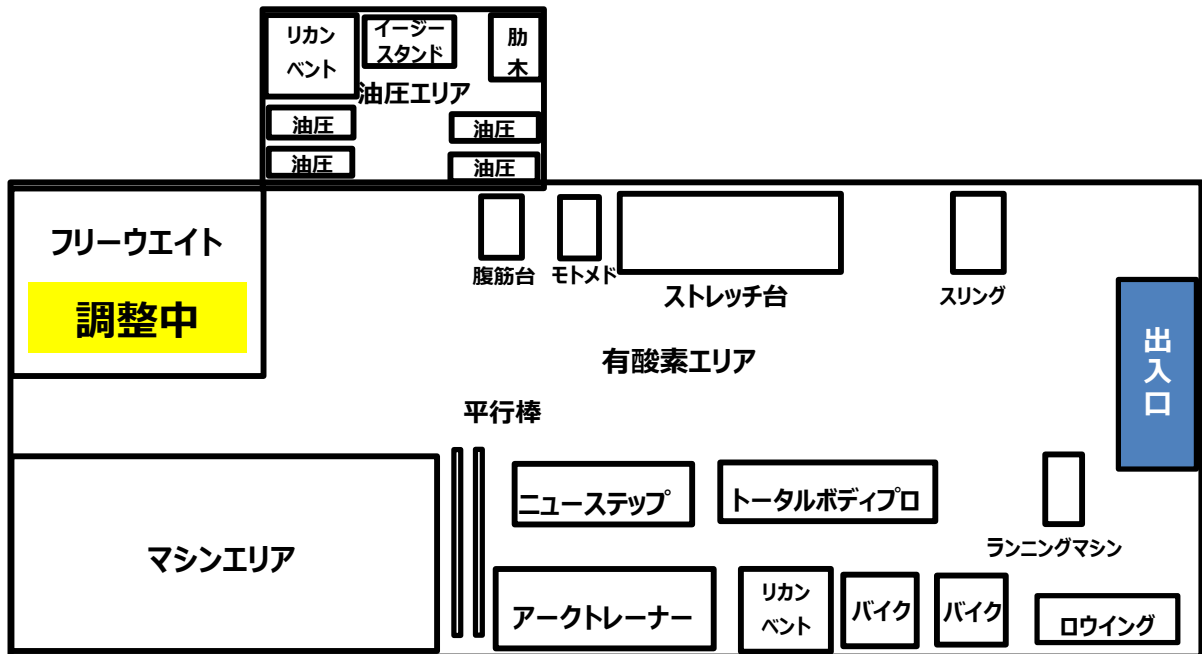 リカン
ベント
イージー
スタンド
肋
木
油圧エリア
油圧
油圧
油圧
油圧
フリーウエイト
調整中
腹筋台
モトメド
ストレッチ台
スリング
出
入
口
有酸素エリア
平行棒
ニューステップ
トータルボディプロ
ランニングマシン
マシンエリア
アークトレーナー
リカン
ベント
バイク
バイク
ロウイング